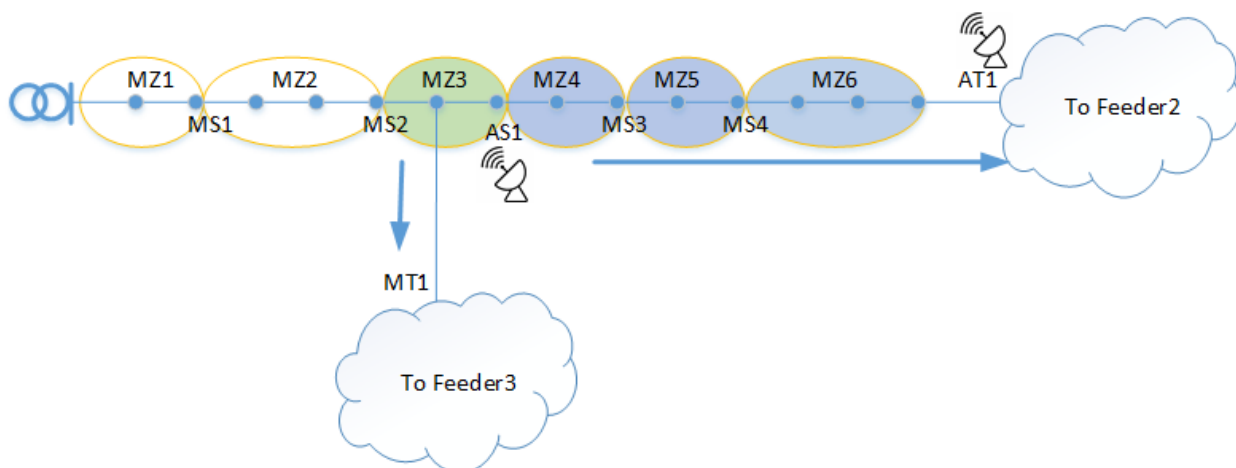 MZ1
MZ2
MZ3
MZ4
MZ5
MZ6
AT1
To Feeder2
MS1
MS2
AS1
MS3
MS4
MT1
To Feeder3